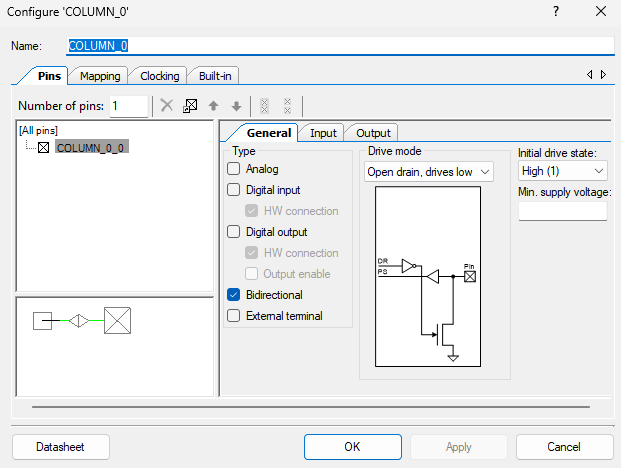 Configure 'COLUMN_0'
? 
Name: COLUMN_0
Pins Mapping Clocking Built-in
Number of pins: 1
[All pins]
COLUMN_0_0
General Input Output
Type
Analog
Digital input
HW connection
Digital output
HW connection
Output enable
Bidirectional
External terminal
Drive mode
Open drain, drives low
DR
PS
Pin
Initial drive state:
High (1)
Min. supply voltage:
Datasheet OK Apply Cancel